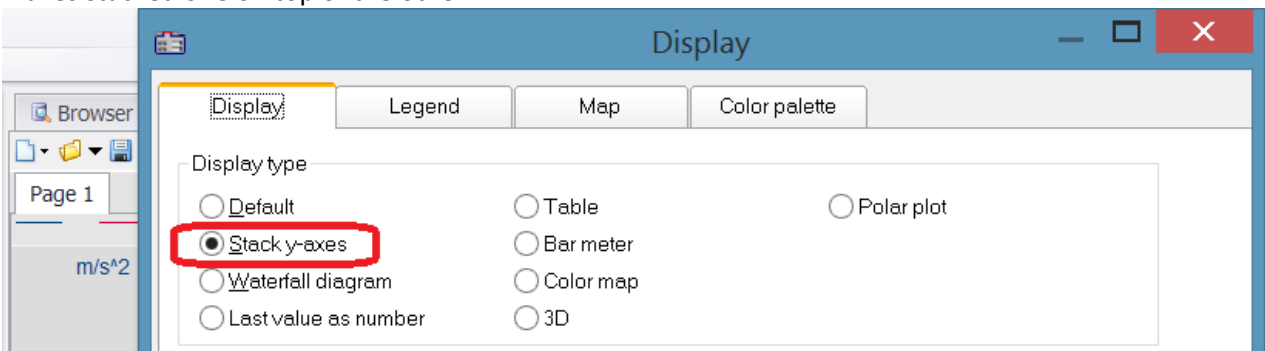 Display
Browser
Display Legend Map Color palette
Page 1
m/s^2
Display type
Default Table Polar plot
Stack y-axes Bar meter
Waterfall diagram Color map
Last value as number 3D